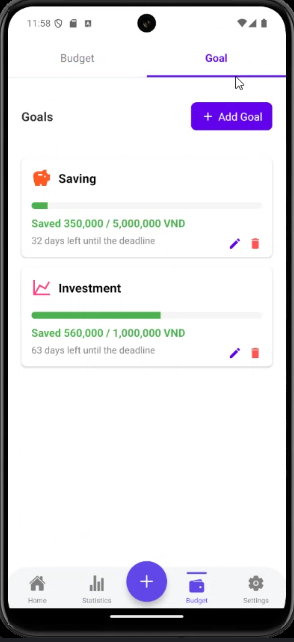 11:58
Budget
Goal
Goals
+ Add Goal
Saving
Saved 350,000 / 5,000,000 VND
32 days left until the deadline
Investment
Saved 560,000 / 1,000,000 VND
63 days left until the deadline
Home
Statistics
Budget
Settings